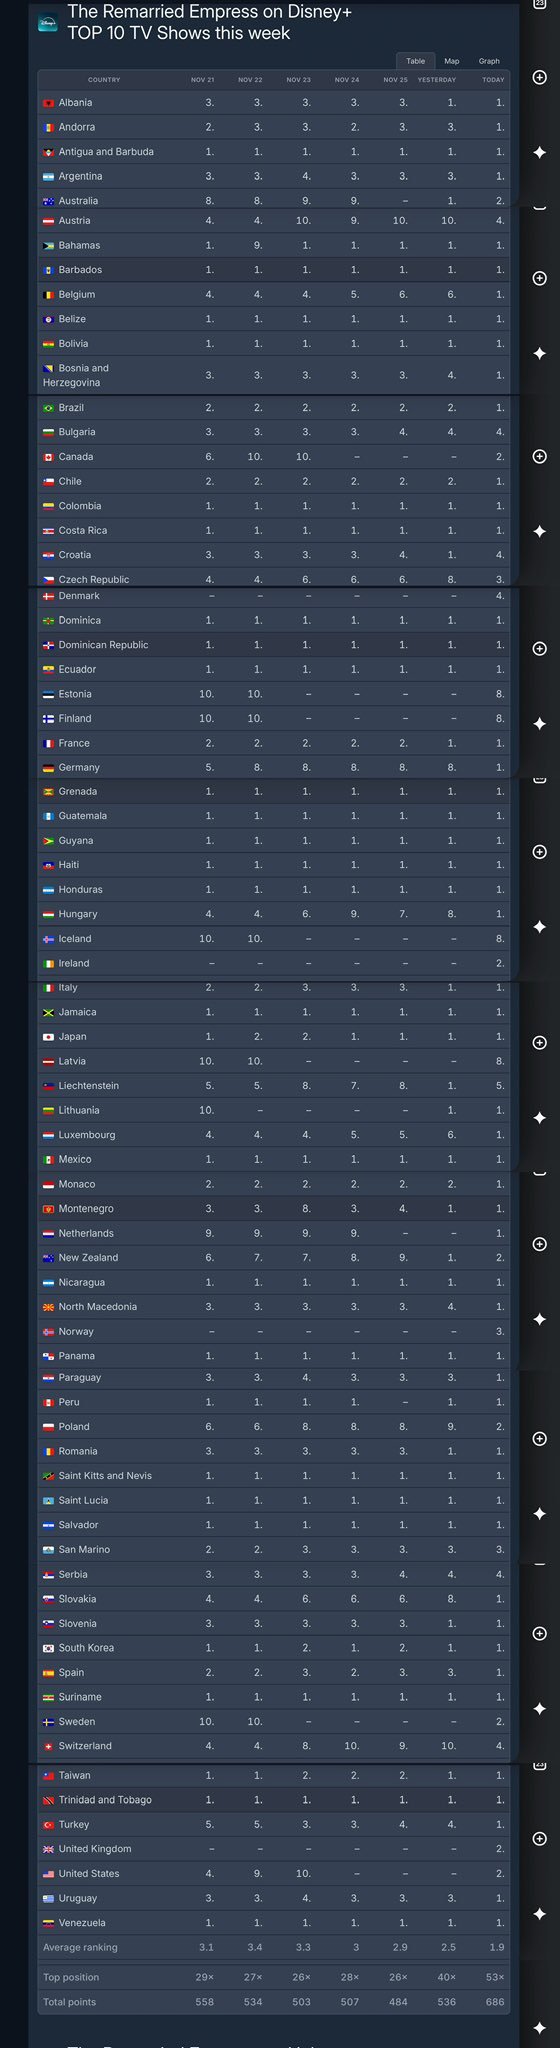 The Remarried Empress on Disney+
TOP 10 TV Shows this week
Table Map Graph
COUNTRY NOV 21 NOV 22 NOV 23 NOV 24 NOV 25 YESTERDAY TODAY
Albania 3. 3. 3. 3. 3. 1. 1.
Andorra 2. 3. 3. 2. 3. 3. 1.
Antigua and Barbuda 1. 1. 1. 1. 1. 1. 1.
Argentina 3. 3. 4. 3. 3. 3. 1.
Australia 8. 8. 9. 9. – 1. 2.
Austria 4. 4. 10. 9. 10. 10. 4.
Bahamas 1. 9. 1. 1. 1. 1. 1.
Barbados 1. 1. 1. 1. 1. 1. 1.
Belgium 4. 4. 4. 5. 6. 6. 1.
Belize 1. 1. 1. 1. 1. 1. 1.
Bolivia 1. 1. 1. 1. 1. 1. 1.
Bosnia and
Herzegovina 3. 3. 3. 3. 3. 4. 1.
Brazil 2. 2. 2. 2. 2. 2. 1.
Bulgaria 3. 3. 3. 3. 4. 4. 4.
Canada 6. 10. 10. – – – 2.
Chile 2. 2. 2. 2. 2. 2. 1.
Colombia 1. 1. 1. 1. 1. 1. 1.
Costa Rica 1. 1. 1. 1. 1. 1. 1.
Croatia 3. 3. 3. 3. 4. 1. 4.
Czech Republic 4. 4. 6. 6. 6. 8. 3.
Denmark – – – – – – 4.
Dominica 1. 1. 1. 1. 1. 1. 1.
Dominican Republic 1. 1. 1. 1. 1. 1. 1.
Ecuador 1. 1. 1. 1. 1. 1. 1.
Estonia 10. 10. – – – – 8.
Finland 10. 10. – – – – 8.
France 2. 2. 2. 2. 2. 1. 1.
Germany 5. 8. 8. 8. 8. 8. 1.
Grenada 1. 1. 1. 1. 1. 1. 1.
Guatemala 1. 1. 1. 1. 1. 1. 1.
Guyana 1. 1. 1. 1. 1. 1. 1.
Haiti 1. 1. 1. 1. 1. 1. 1.
Honduras 1. 1. 1. 1. 1. 1. 1.
Hungary 4. 4. 6. 9. 7. 8. 1.
Iceland 10. 10. – – – – 8.
Ireland – – – – – – 2.
Italy 2. 2. 3. 3. 3. 1. 1.
Jamaica 1. 1. 1. 1. 1. 1. 1.
Japan 1. 2. 2. 1. 1. 1. 1.
Latvia 10. 10. – – – – 8.
Liechtenstein 5. 5. 8. 7. 8. 1. 5.
Lithuania 10. – – – – 1. 1.
Luxembourg 4. 4. 4. 5. 5. 6. 1.
Mexico 1. 1. 1. 1. 1. 1. 1.
Monaco 2. 2. 2. 2. 2. 2. 1.
Montenegro 3. 3. 8. 3. 4. 1. 1.
Netherlands 9. 9. 9. 9. – – 1.
New Zealand 6. 7. 7. 8. 9. 1. 2.
Nicaragua 1. 1. 1. 1. 1. 1. 1.
North Macedonia 3. 3. 3. 3. 3. 4. 1.
Norway – – – – – – 3.
Panama 1. 1. 1. 1. 1. 1. 1.
Paraguay 3. 3. 4. 3. 3. 3. 1.
Peru 1. 1. 1. 1. – 1. 1.
Poland 6. 6. 8. 8. 8. 9. 2.
Romania 3. 3. 3. 3. 3. 1. 1.
Saint Kitts and Nevis 1. 1. 1. 1. 1. 1. 1.
Saint Lucia 1. 1. 1. 1. 1. 1. 1.
Salvador 1. 1. 1. 1. 1. 1. 1.
San Marino 2. 2. 3. 3. 3. 3. 3.
Serbia 3. 3. 3. 3. 4. 4. 4.
Slovakia 4. 4. 6. 6. 6. 8. 1.
Slovenia 3. 3. 3. 3. 3. 1. 1.
South Korea 1. 1. 2. 1. 2. 1. 1.
Spain 2. 2. 3. 2. 3. 3. 1.
Suriname 1. 1. 1. 1. 1. 1. 1.
Sweden 10. 10. – – – – 2.
Switzerland 4. 4. 8. 10. 9. 10. 4.
Taiwan 1. 1. 2. 2. 2. 1. 1.
Trinidad and Tobago 1. 1. 1. 1. 1. 1. 1.
Turkey 5. 5. 3. 3. 4. 4. 1.
United Kingdom – – – – – – 2.
United States 4. 9. 10. – – – 2.
Uruguay 3. 3. 4. 3. 3. 3. 1.
Venezuela 1. 1. 1. 1. 1. 1. 1.
Average ranking 3.1 3.4 3.3 3 2.9 2.5 1.9
Top position 29× 27× 26× 28× 26× 40× 53×
Total points 558 534 503 507 484 536 686